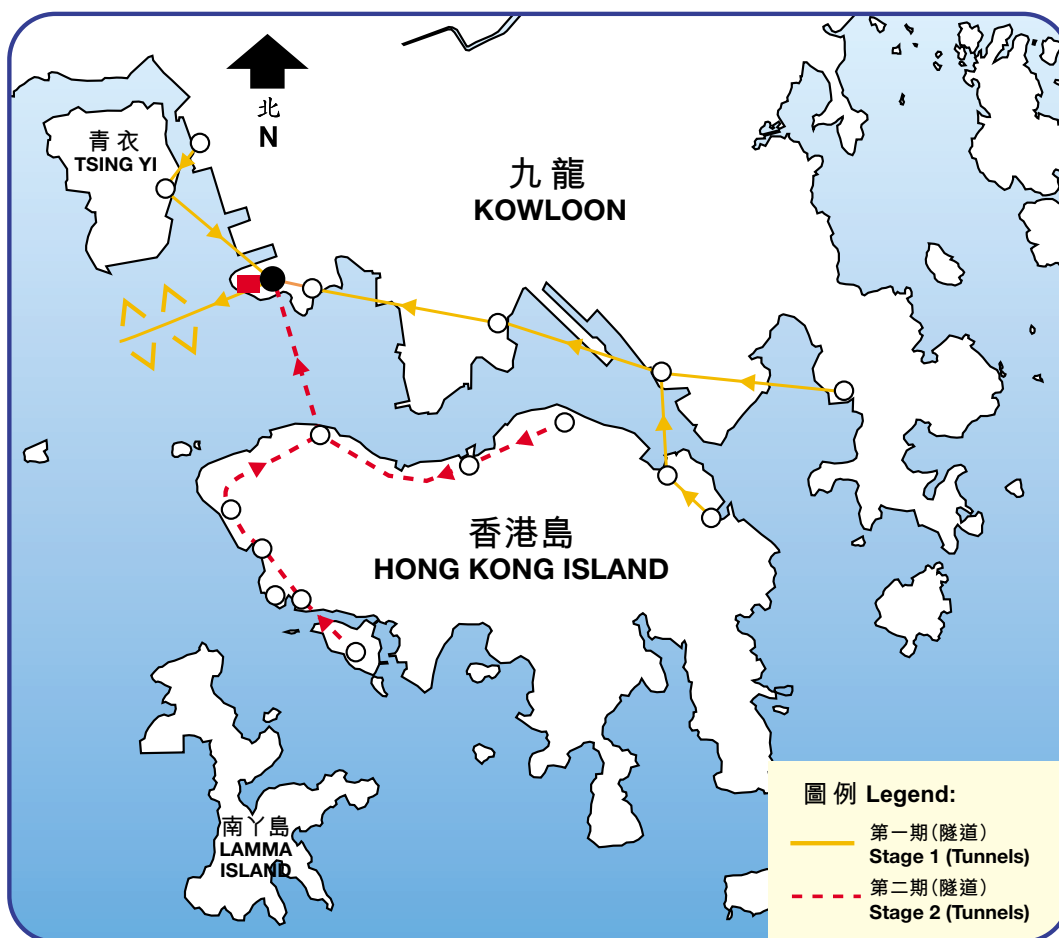 北
N
青衣
TSING YI
九龍
KOWLOON
香港島
HONG KONG ISLAND
南丫島
LAMMA
ISLAND
圖例 Legend:
第一期(隧道)
Stage 1 (Tunnels)
第二期(隧道)
Stage 2 (Tunnels)